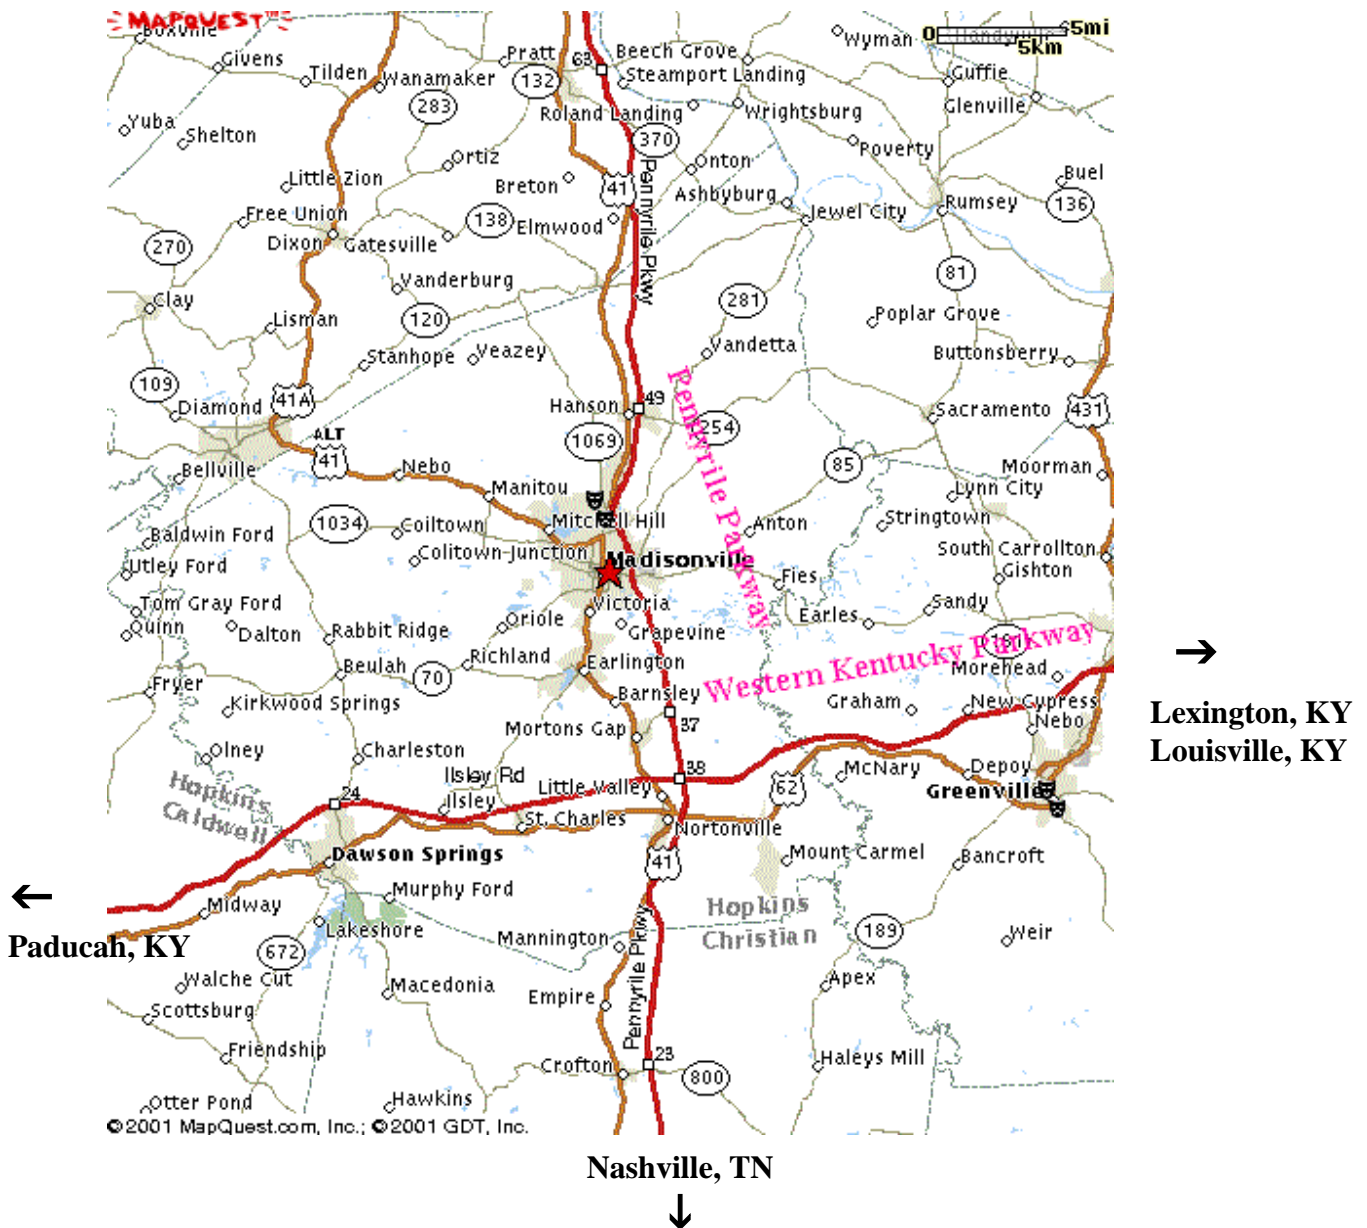 MAPQUEST
Boxville
Givens
Tilden
Wanamaker
Pratt
63
Beech Grove
Wyman
0
5mi
5km
283
132
Steamport Landing
Guffie
Glenville
Yuba
Shelton
Roland Landing
Wrightsburg
370
Poverty
Ortiz
Onton
Little Zion
Breton
41
Ashbyburg
Buel
Free Union
138
Elmwood
Jewel City
Rumsey
136
270
Dixon
Gatesville
Pennyrile Pkwy
Vanderburg
81
Clay
281
Lisman
120
Poplar Grove
Stanhope
Veazey
Vandetta
Buttonsberry
109
41A
Diamond
Hanson
49
Pennyrile Parkway
Sacramento
431
ALT
41
1069
254
Bellville
Nebo
85
Moorman
Manitou
Lynn City
1034
Coiltown
Mitchell Hill
Anton
Stringtown
Baldwin Ford
Colitown Junction
Madisonville
South Carrollton
Utley Ford
Fies
Gishton
Tom Gray Ford
Victoria
Sandy
Quinn
Dalton
Rabbit Ridge
Oriole
Grapevine
Earles
181
Beulah
70
Richland
Earlington
Western Kentucky Parkway
Morehead
Fryer
Kirkwood Springs
Barnsley
Graham
New Cypress
Lexington, KY
Mortons Gap
37
Nebo
Louisville, KY
Olney
Charleston
Ilsley Rd
38
McNary
Depoy
Hopkins
Caldwell
24
Ilsley
Little Valley
62
Greenville
St. Charles
Nortonville
Dawson Springs
41
Mount Carmel
Bancroft
Murphy Ford
Midway
Hopkins
Christian
Paducah, KY
Lakeshore
Mannington
Pennyrile Pkwy
189
Weir
672
Walche Cut
Macedonia
Empire
Apex
Scottsburg
Friendship
Crofton
23
800
Haleys Mill
Otter Pond
Hawkins
©2001 MapQuest.com, Inc.; ©2001 GDT, Inc.
Nashville, TN